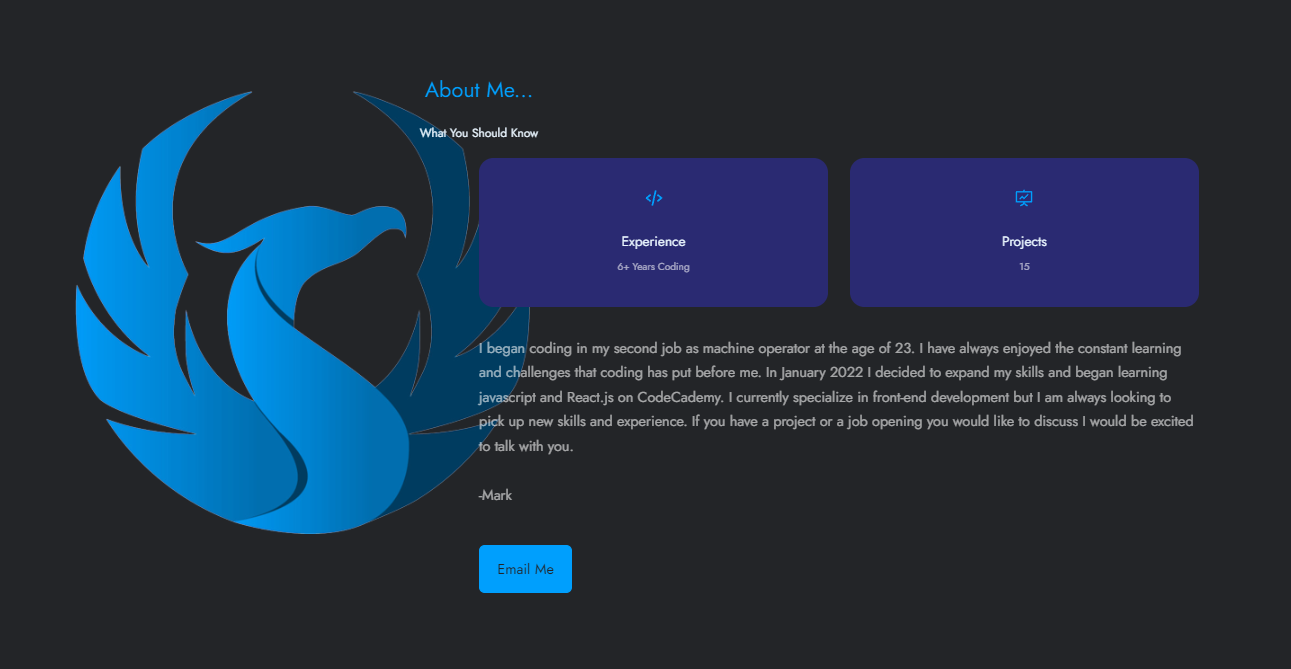 About Me...
What You Should Know
Experience
6+ Years Coding
Projects
15
I began coding in my second job as machine operator at the age of 23. I have always enjoyed the constant learning
and challenges that coding has put before me. In January 2022 I decided to expand my skills and began learning
javascript and React.js on CodeCademy. I currently specialize in front-end development but I am always looking to
pick up new skills and experience. If you have a project or a job opening you would like to discuss I would be excited
to talk with you.
-Mark
Email Me